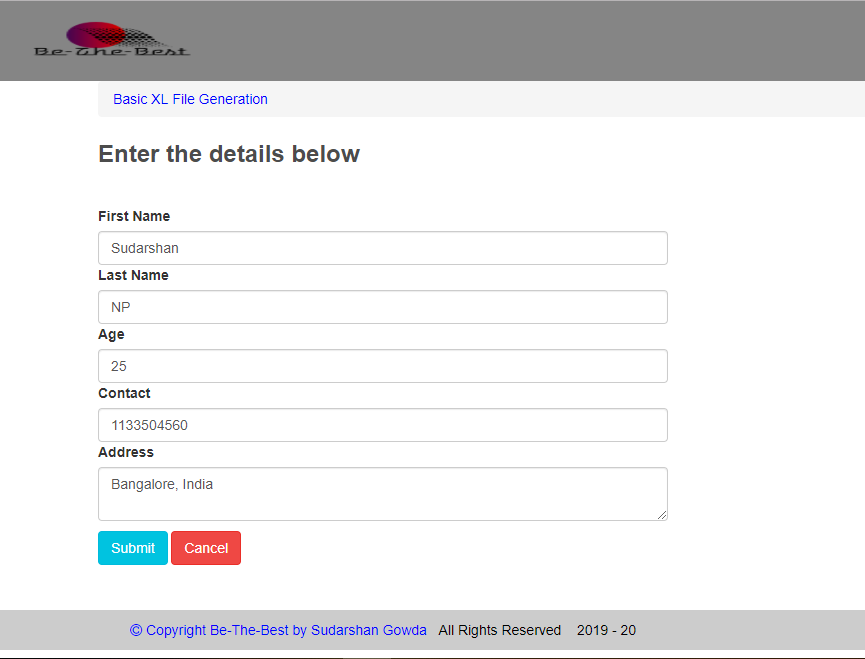 Be-The-Best
Basic XL File Generation
Enter the details below
First Name
Sudarshan
Last Name
NP
Age
25
Contact
1133504560
Address
Bangalore, India
Submit Cancel
© Copyright Be-The-Best by Sudarshan Gowda All Rights Reserved 2019 - 20